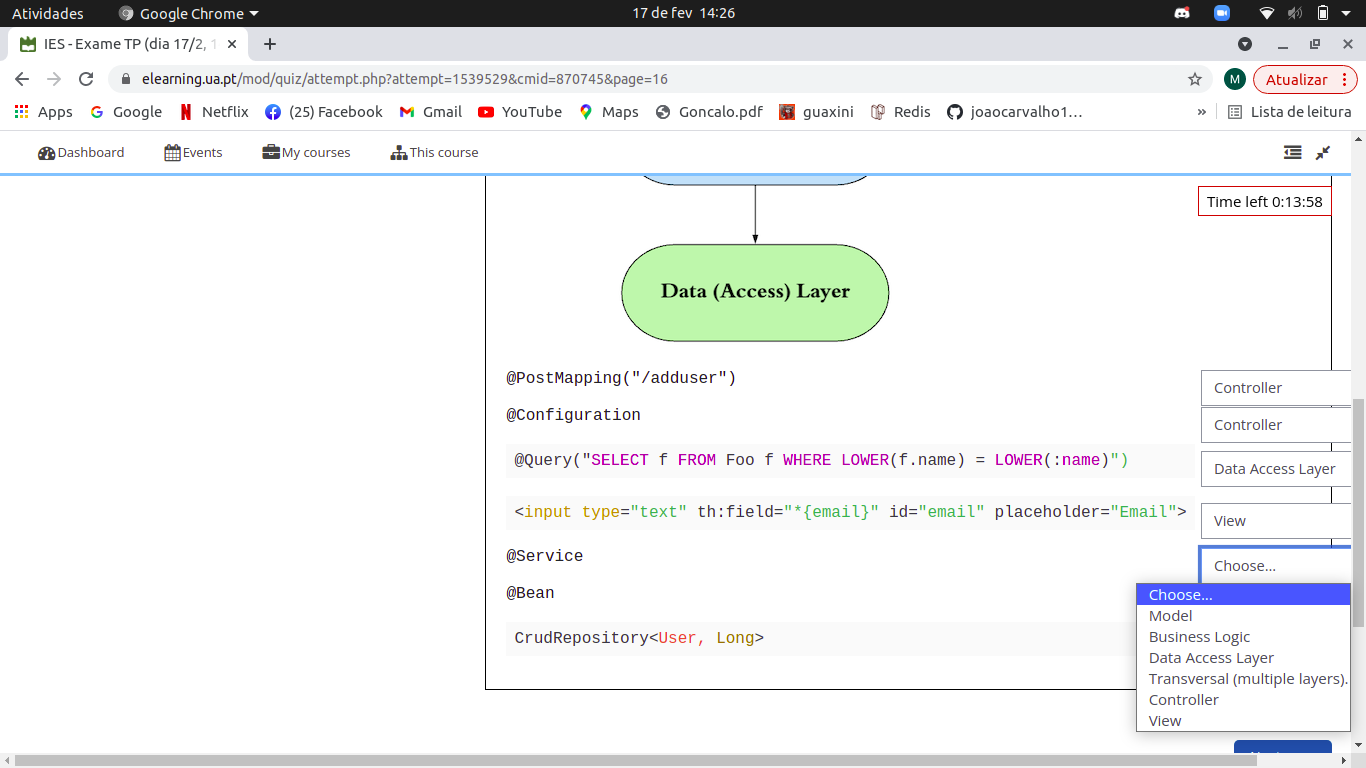 Atividades
Google Chrome
17 de fev 14:26
IES - Exame TP (dia 17/2, 1
elearning.ua.pt/mod/quiz/attempt.php?attempt=1539529&cmid=870745&page=16
M
Atualizar
Apps
Google
Netflix
(25) Facebook
Gmail
YouTube
Maps
Goncalo.pdf
guaxini
Redis
joaocarvalho1...
»
Lista de leitura
Dashboard
Events
My courses
This course
Time left 0:13:58
Data (Access) Layer
@PostMapping("/adduser")
Controller
@Configuration
Controller
@Query("SELECT f FROM Foo f WHERE LOWER(f.name) = LOWER(:name)")
Data Access Layer
<input type="text" th:field="*{email}" id="email" placeholder="Email">
View
@Service
Choose...
@Bean
Choose...
Model
Business Logic
CrudRepository<User, Long>
Data Access Layer
Transversal (multiple layers).
Controller
View